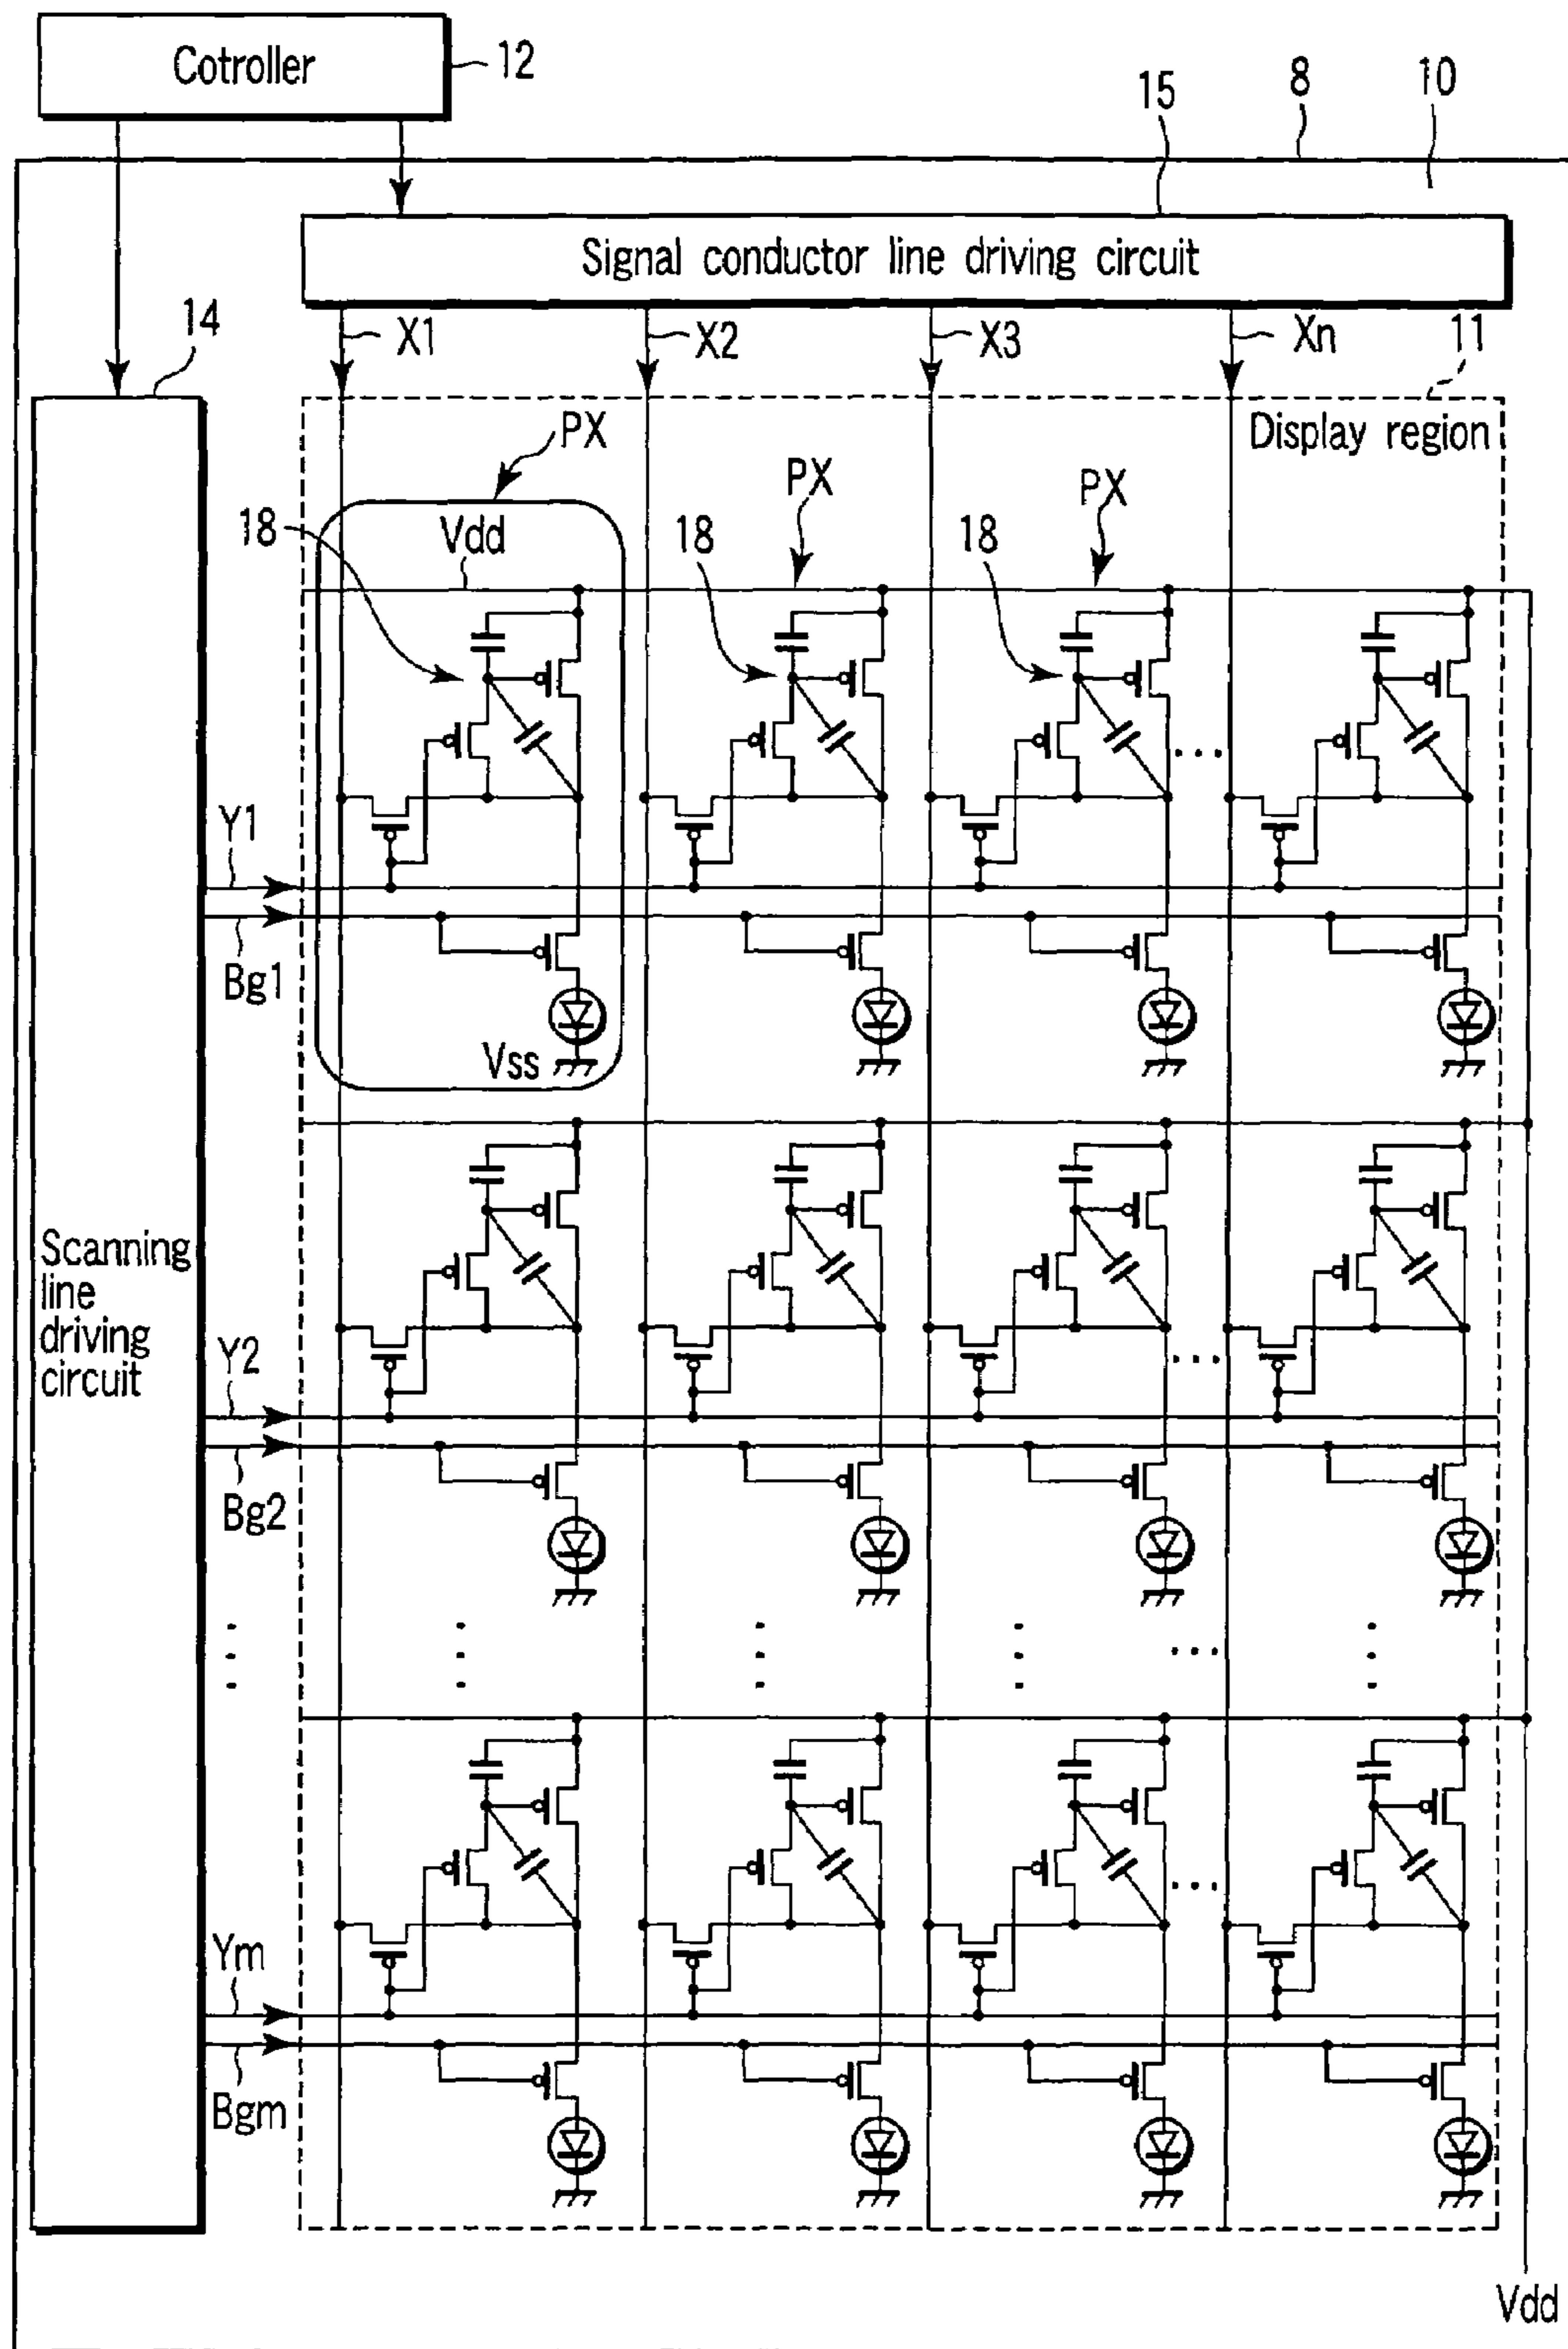 Cotroller
12
8
10
15
Signal conductor line driving circuit
14
X1
X2
X3
Xn
11
Display region
PX
PX
PX
18
Vdd
18
18
Y1
Bg1
Vss
Scanning
line
driving
circuit
Y2
Bg2
Ym
Bgm
Vdd